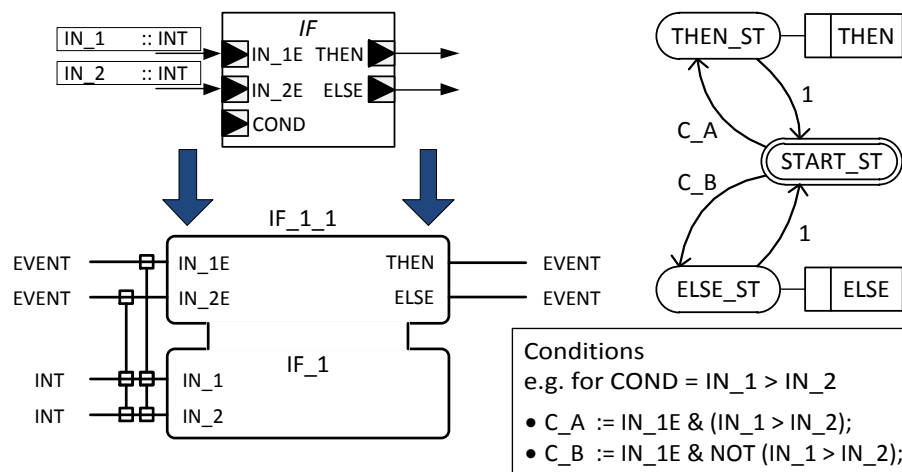 IF
IN_1 :: INT
IN_2 :: INT
IN_1E THEN
IN_2E ELSE
COND
IF_1_1
EVENT IN_1E THEN EVENT
EVENT IN_2E ELSE EVENT
IF_1
INT IN_1
INT IN_2
THEN_ST THEN
1
C_A
START_ST
C_B
1
ELSE_ST ELSE
Conditions
e.g. for COND = IN_1 > IN_2
• C_A := IN_1E & (IN_1 > IN_2);
• C_B := IN_1E & NOT (IN_1 > IN_2);